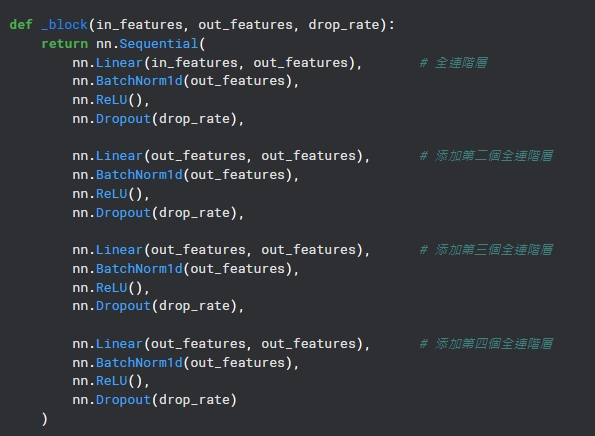 def _block(in_features, out_features, drop_rate):
    return nn.Sequential(
        nn.Linear(in_features, out_features),       # 全連階層
        nn.BatchNorm1d(out_features),
        nn.ReLU(),
        nn.Dropout(drop_rate),

        nn.Linear(out_features, out_features),      # 添加第二個全連階層
        nn.BatchNorm1d(out_features),
        nn.ReLU(),
        nn.Dropout(drop_rate),

        nn.Linear(out_features, out_features),      # 添加第三個全連階層
        nn.BatchNorm1d(out_features),
        nn.ReLU(),
        nn.Dropout(drop_rate),

        nn.Linear(out_features, out_features),      # 添加第四個全連階層
        nn.BatchNorm1d(out_features),
        nn.ReLU(),
        nn.Dropout(drop_rate)
    )